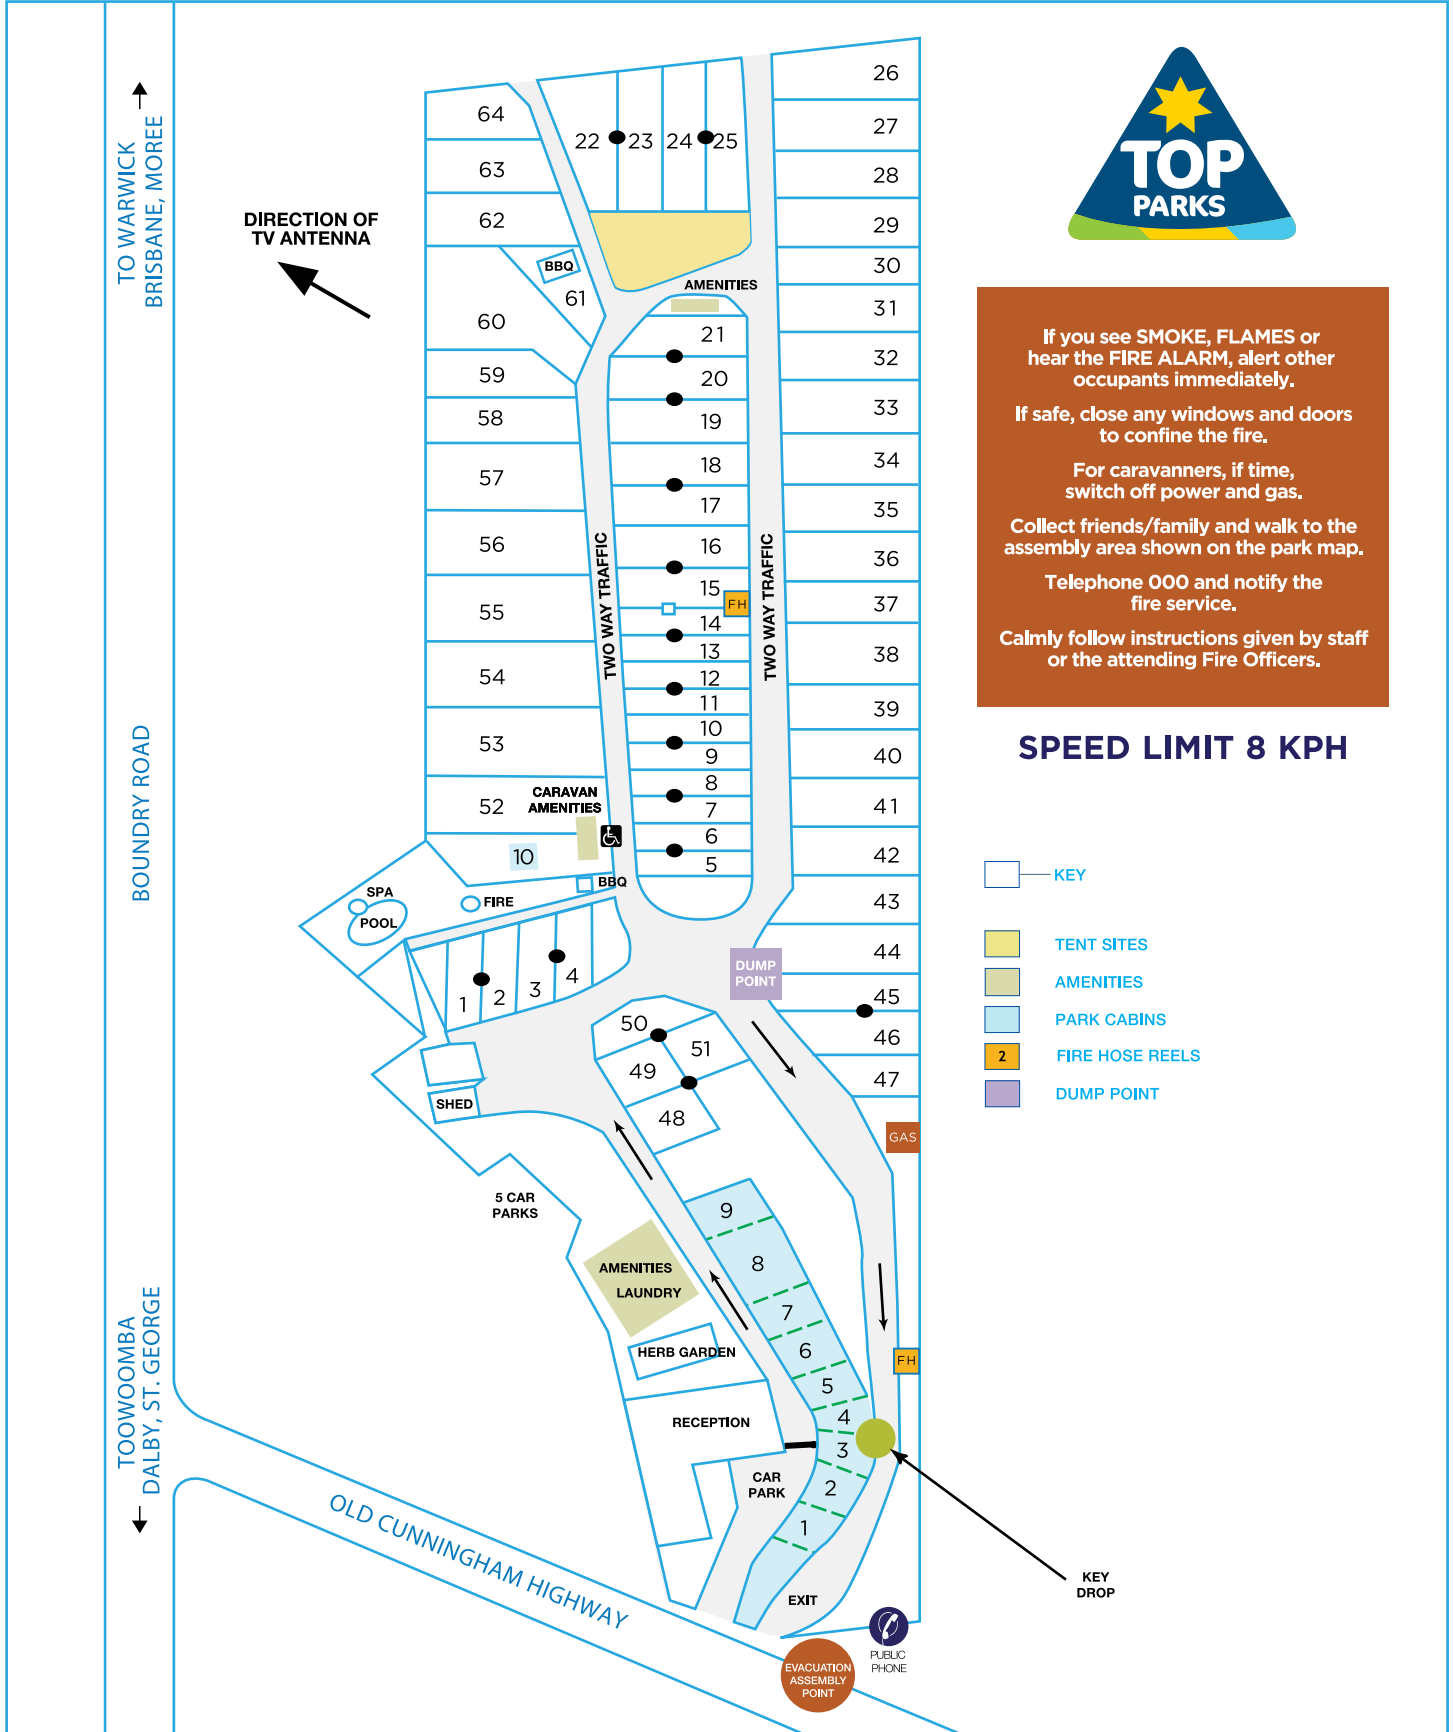 TO WARWICK
BRISBANE, MOREE
BOUNDRY ROAD
TOOWOOMBA
DALBY, ST. GEORGE
OLD CUNNINGHAM HIGHWAY
DIRECTION OF
TV ANTENNA
64
63
62
BBQ
61
60
59
58
57
56
55
54
53
52
CARAVAN
AMENITIES
10
BBQ
SPA
POOL
FIRE
22
23
24
25
AMENITIES
21
20
19
18
17
16
15
FH
14
13
12
11
10
9
8
7
6
5
TWO WAY TRAFFIC
TWO WAY TRAFFIC
26
27
28
29
30
31
32
33
34
35
36
37
38
39
40
41
42
43
44
45
46
47
1
2
3
4
DUMP
POINT
50
51
49
48
SHED
5 CAR
PARKS
GAS
AMENITIES
LAUNDRY
HERB GARDEN
RECEPTION
CAR
PARK
9
8
7
6
5
4
3
2
1
FH
EXIT
KEY
DROP
PUBLIC
PHONE
EVACUATION
ASSEMBLY
POINT
TOP
PARKS
If you see SMOKE, FLAMES or
hear the FIRE ALARM, alert other
occupants immediately.
If safe, close any windows and doors
to confine the fire.
For caravanners, if time,
switch off power and gas.
Collect friends/family and walk to the
assembly area shown on the park map.
Telephone 000 and notify the
fire service.
Calmly follow instructions given by staff
or the attending Fire Officers.
SPEED LIMIT 8 KPH
KEY
TENT SITES
AMENITIES
PARK CABINS
2 FIRE HOSE REELS
DUMP POINT